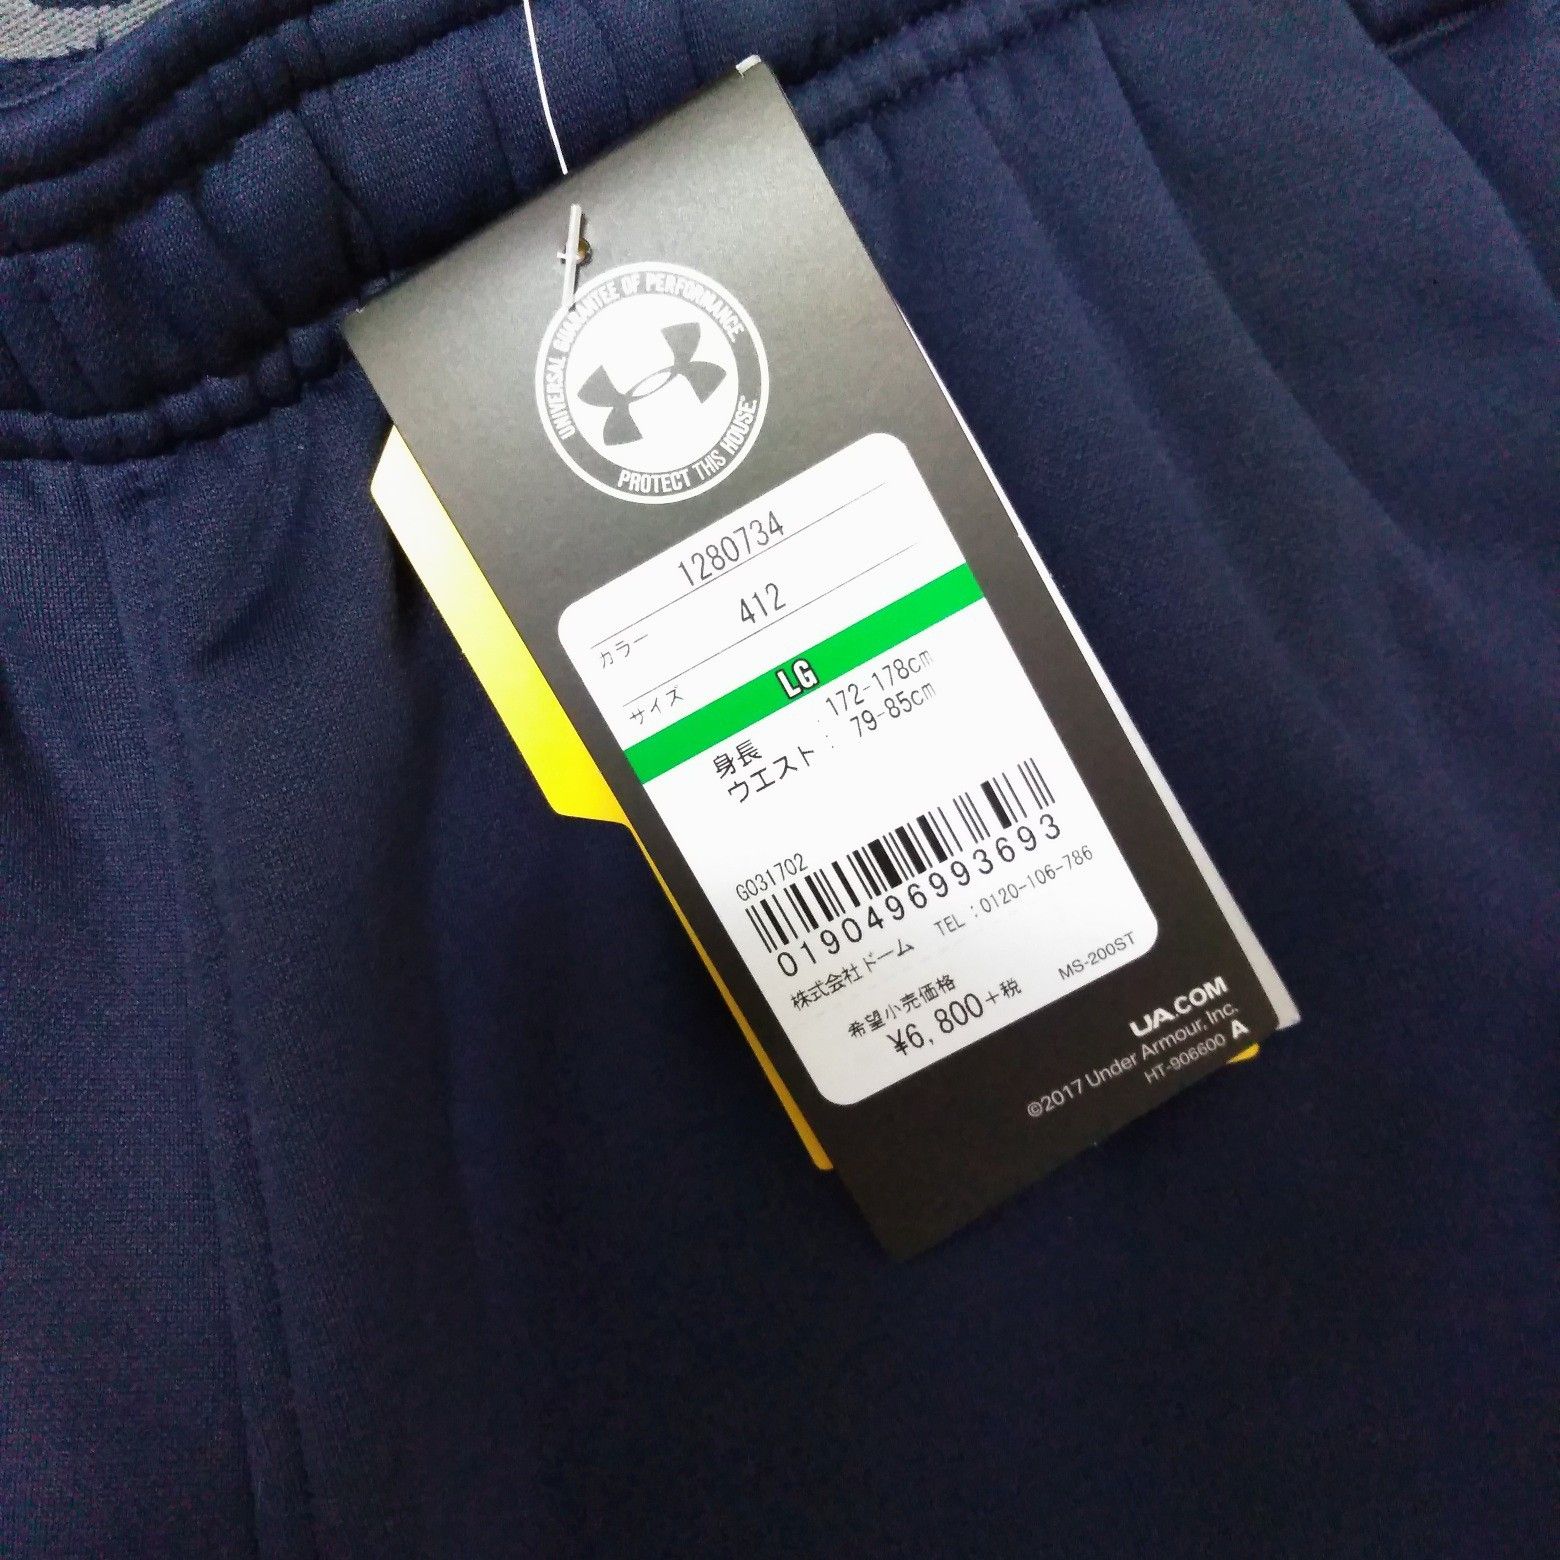 UNIVERSAL GUARANTEE OF PERFORMANCE.
PROTECT THIS HOUSE.
1280734
カラー 412
サイズ LG
身長 : 172-178cm
ウエスト : 79-85cm
G031702
0190496993693
株式会社ドーム TEL:0120-106-786
希望小売価格 MS-200ST
¥6,800+税
UA.COM
©2017 Under Armour, Inc.
HT-906600 A